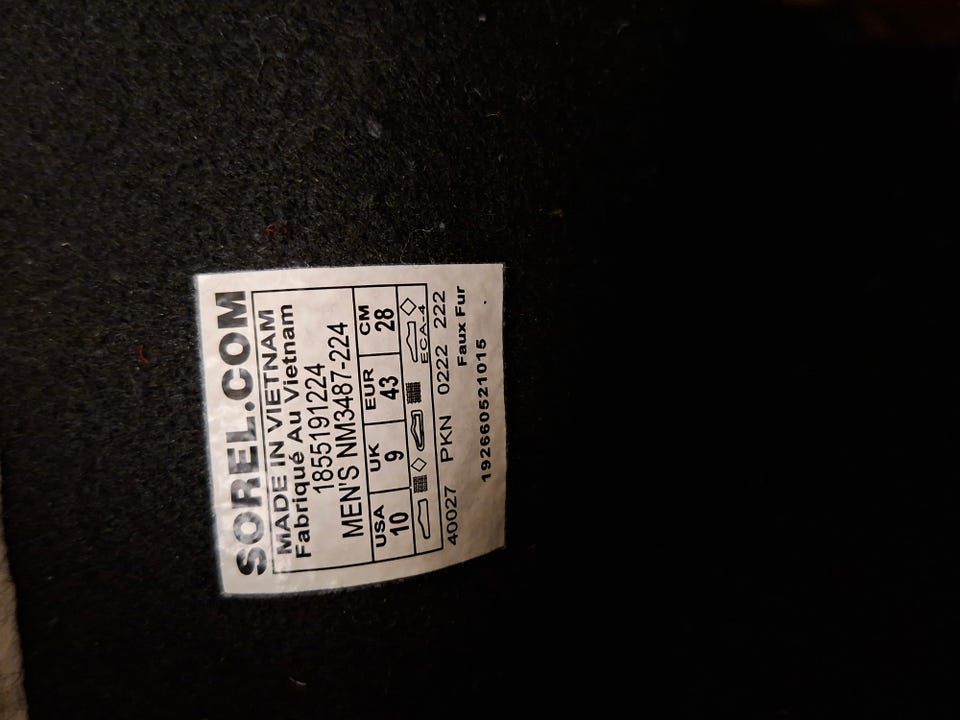 SOREL.COM
MADE IN VIETNAM
Fabriqué Au Vietnam
1855191224
MEN'S NM3487-224
USA UK EUR CM
10 9 43 28
ECA-4
40027 PKN 0222 222
Faux Fur
192660521015